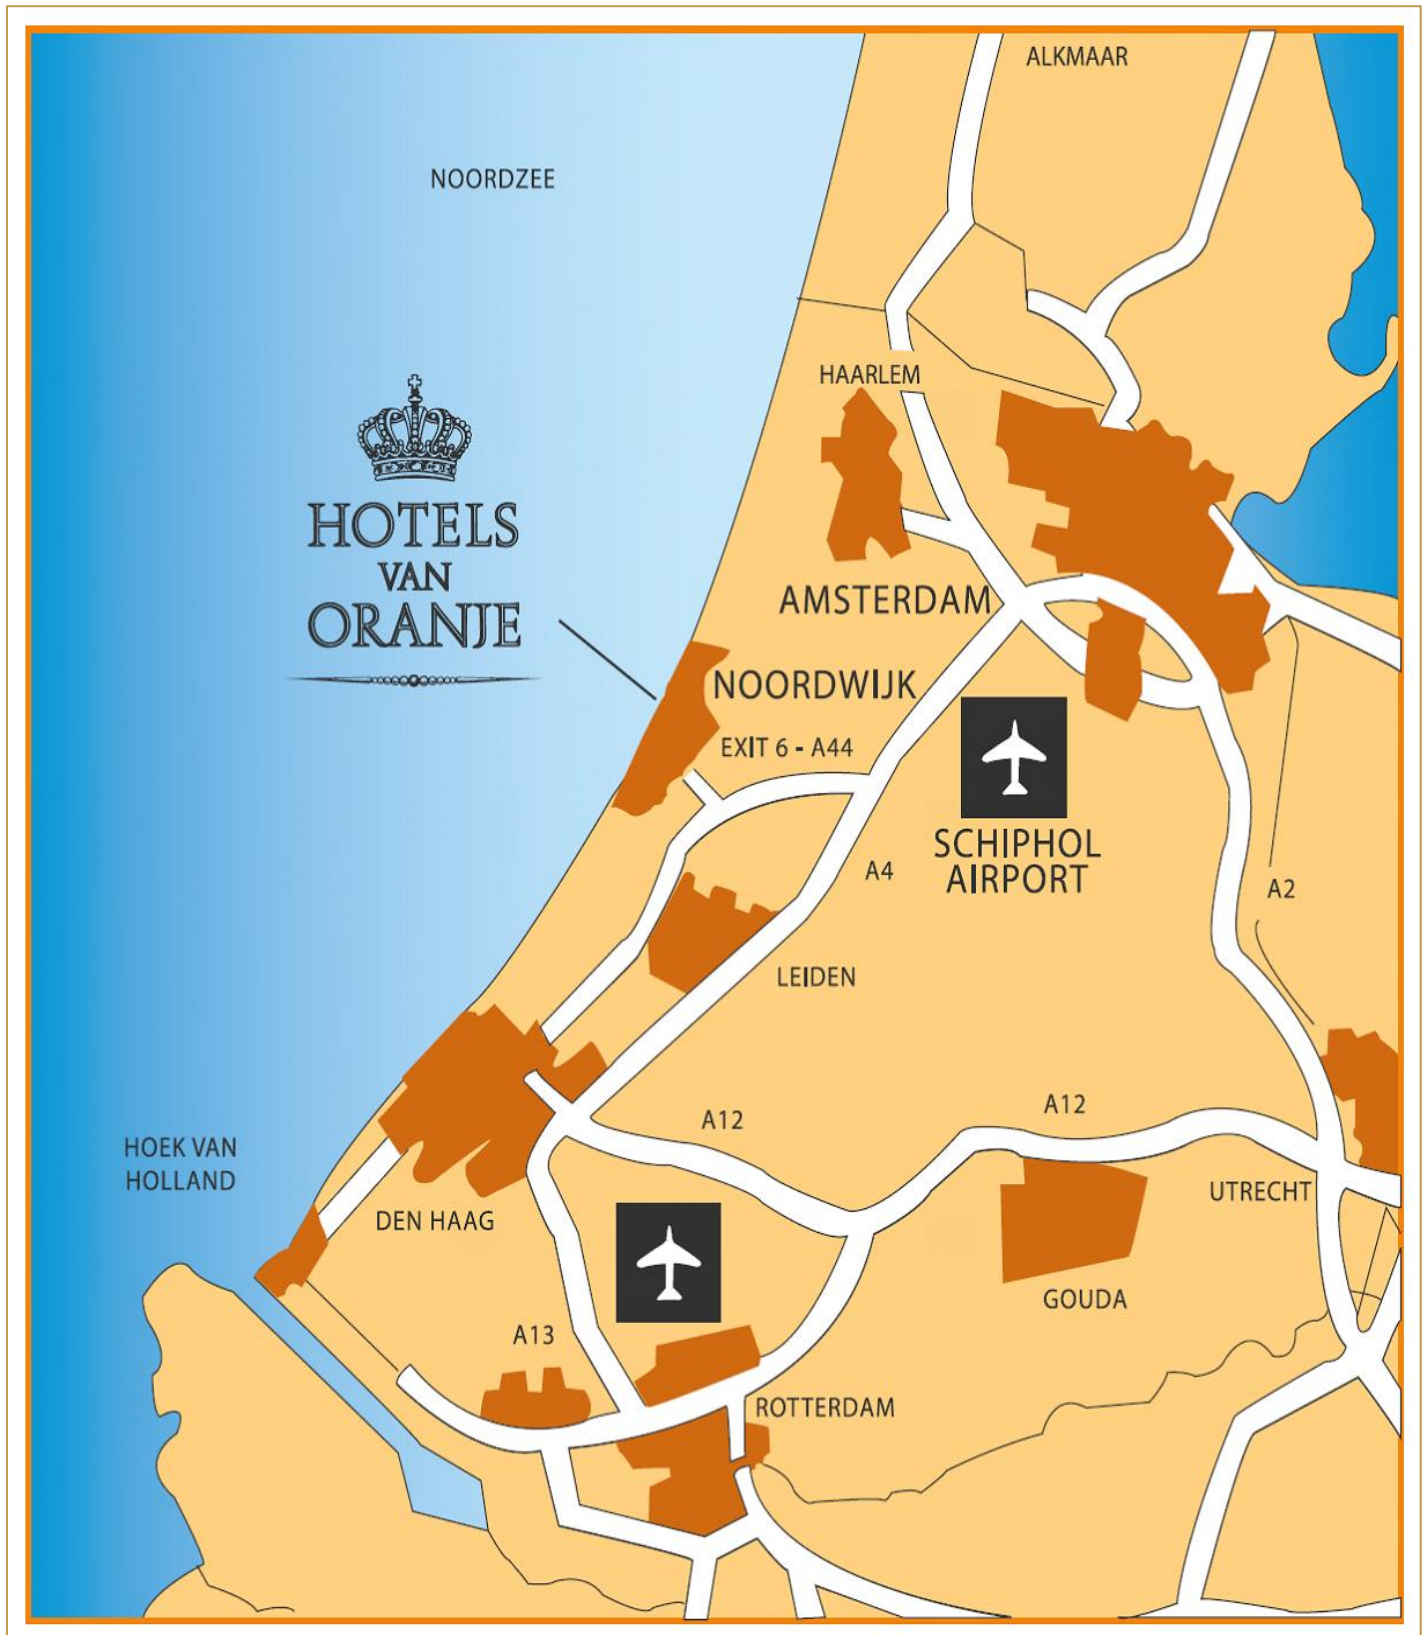 ALKMAAR
NOORDZEE
HAARLEM
HOTELS
VAN
ORANJE
AMSTERDAM
NOORDWIJK
EXIT 6 - A44
SCHIPHOL
AIRPORT
A4
A2
LEIDEN
A12
A12
HOEK VAN
HOLLAND
UTRECHT
DEN HAAG
GOUDA
A13
ROTTERDAM